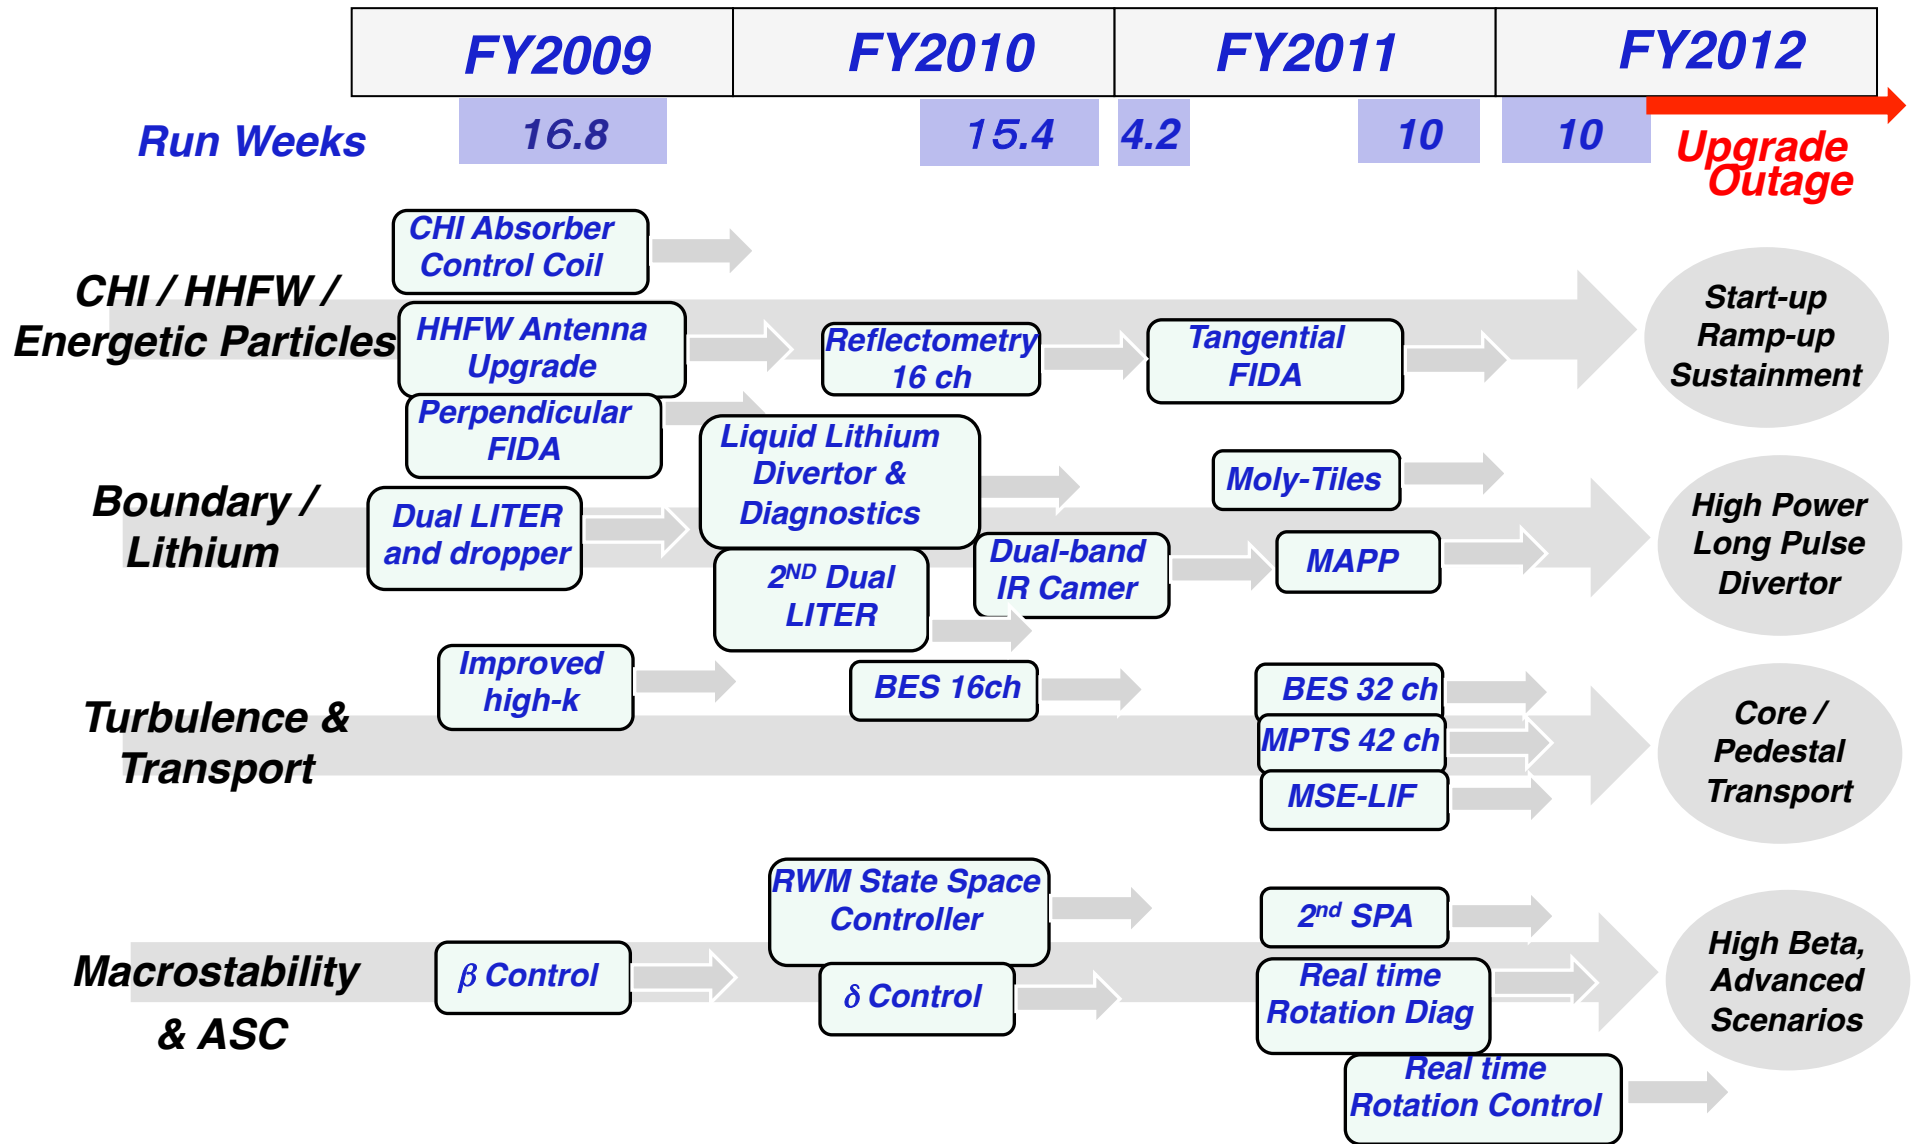 FY2009 FY2010 FY2011 FY2012
Run Weeks 16.8 15.4 4.2 10 10
Upgrade
Outage
CHI / HHFW /
Energetic Particles
CHI Absorber
Control Coil
HHFW Antenna
Upgrade
Perpendicular
FIDA
Reflectometry
16 ch
Tangential
FIDA
Start-up
Ramp-up
Sustainment
Boundary /
Lithium
Dual LITER
and dropper
Liquid Lithium
Divertor &
Diagnostics
2ND Dual
LITER
Dual-band
IR Camer
Moly-Tiles
MAPP
High Power
Long Pulse
Divertor
Turbulence &
Transport
Improved
high-k
BES 16ch
BES 32 ch
MPTS 42 ch
MSE-LIF
Core /
Pedestal
Transport
Macrostability
& ASC
β Control
RWM State Space
Controller
δ Control
2nd SPA
Real time
Rotation Diag
Real time
Rotation Control
High Beta,
Advanced
Scenarios